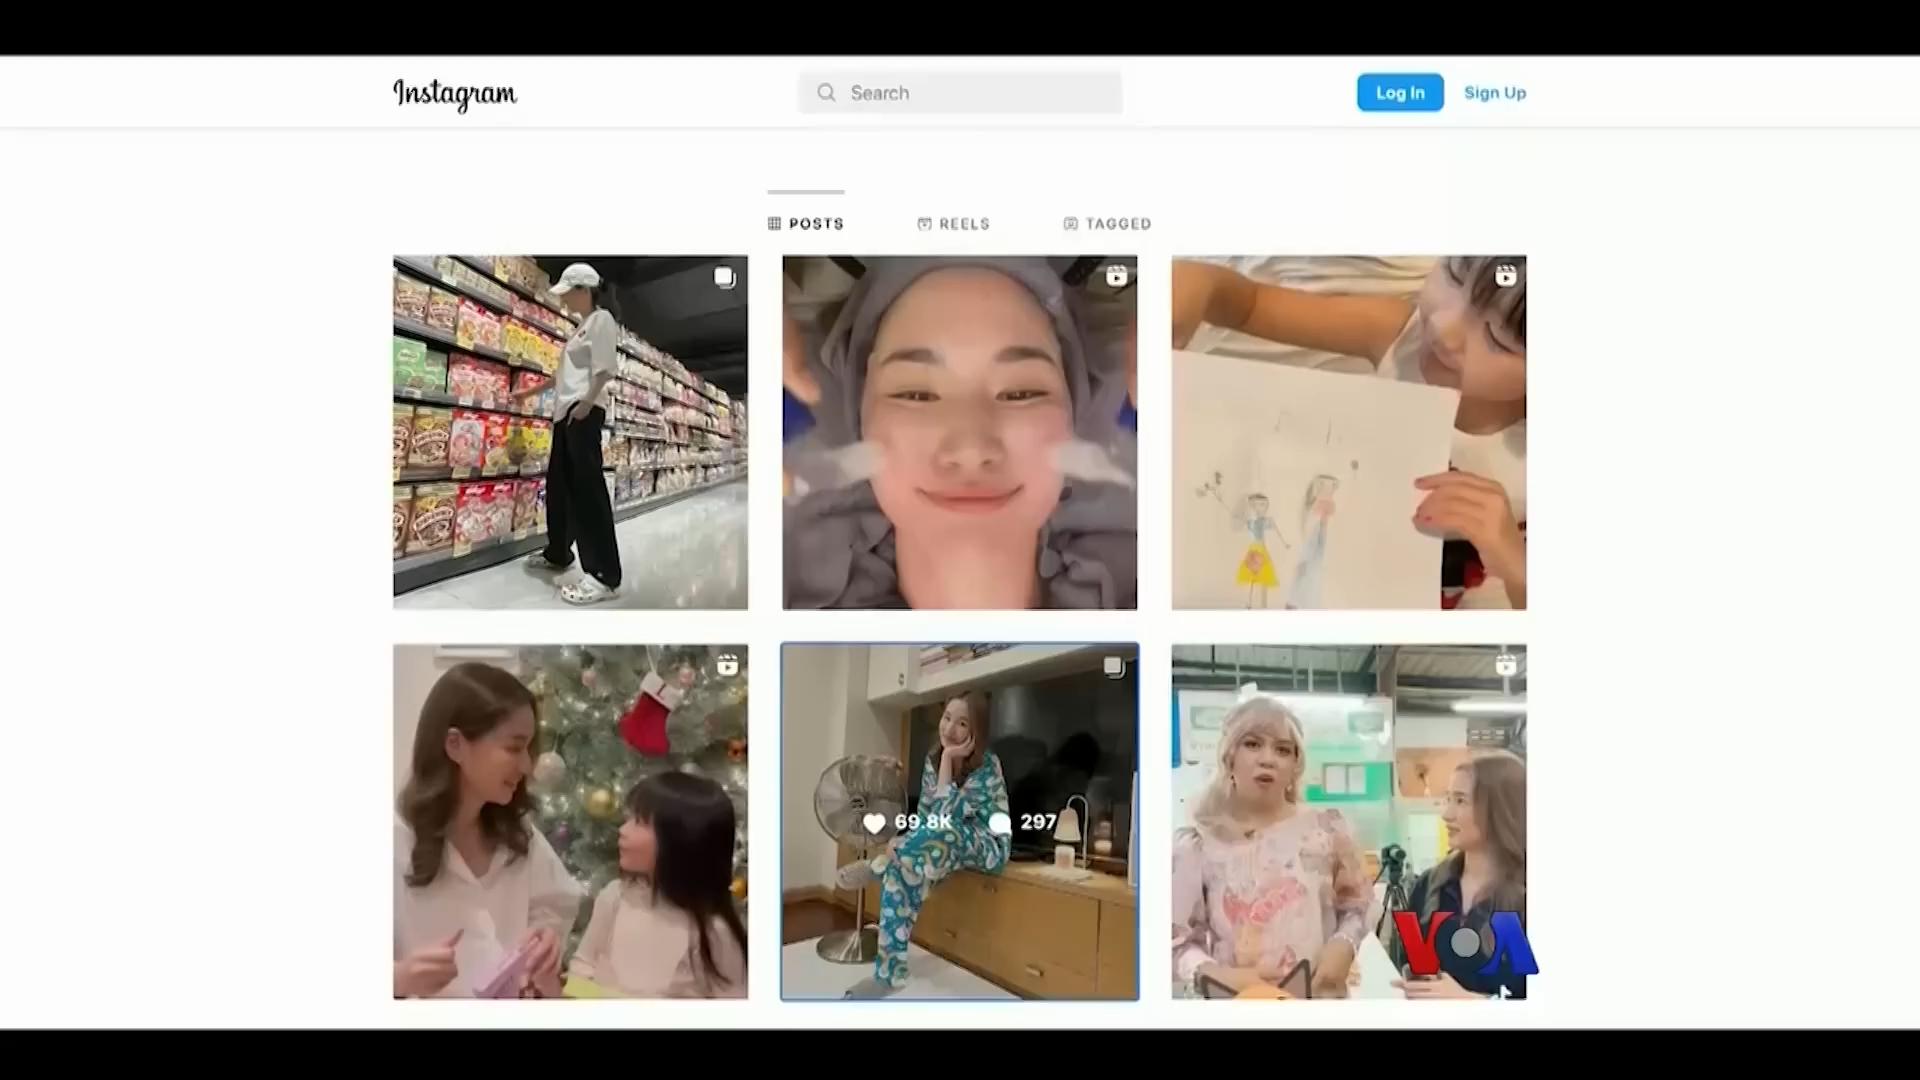 Instagram
Search
Log In
Sign Up
POSTS
REELS
TAGGED
69.8K
297
VOA